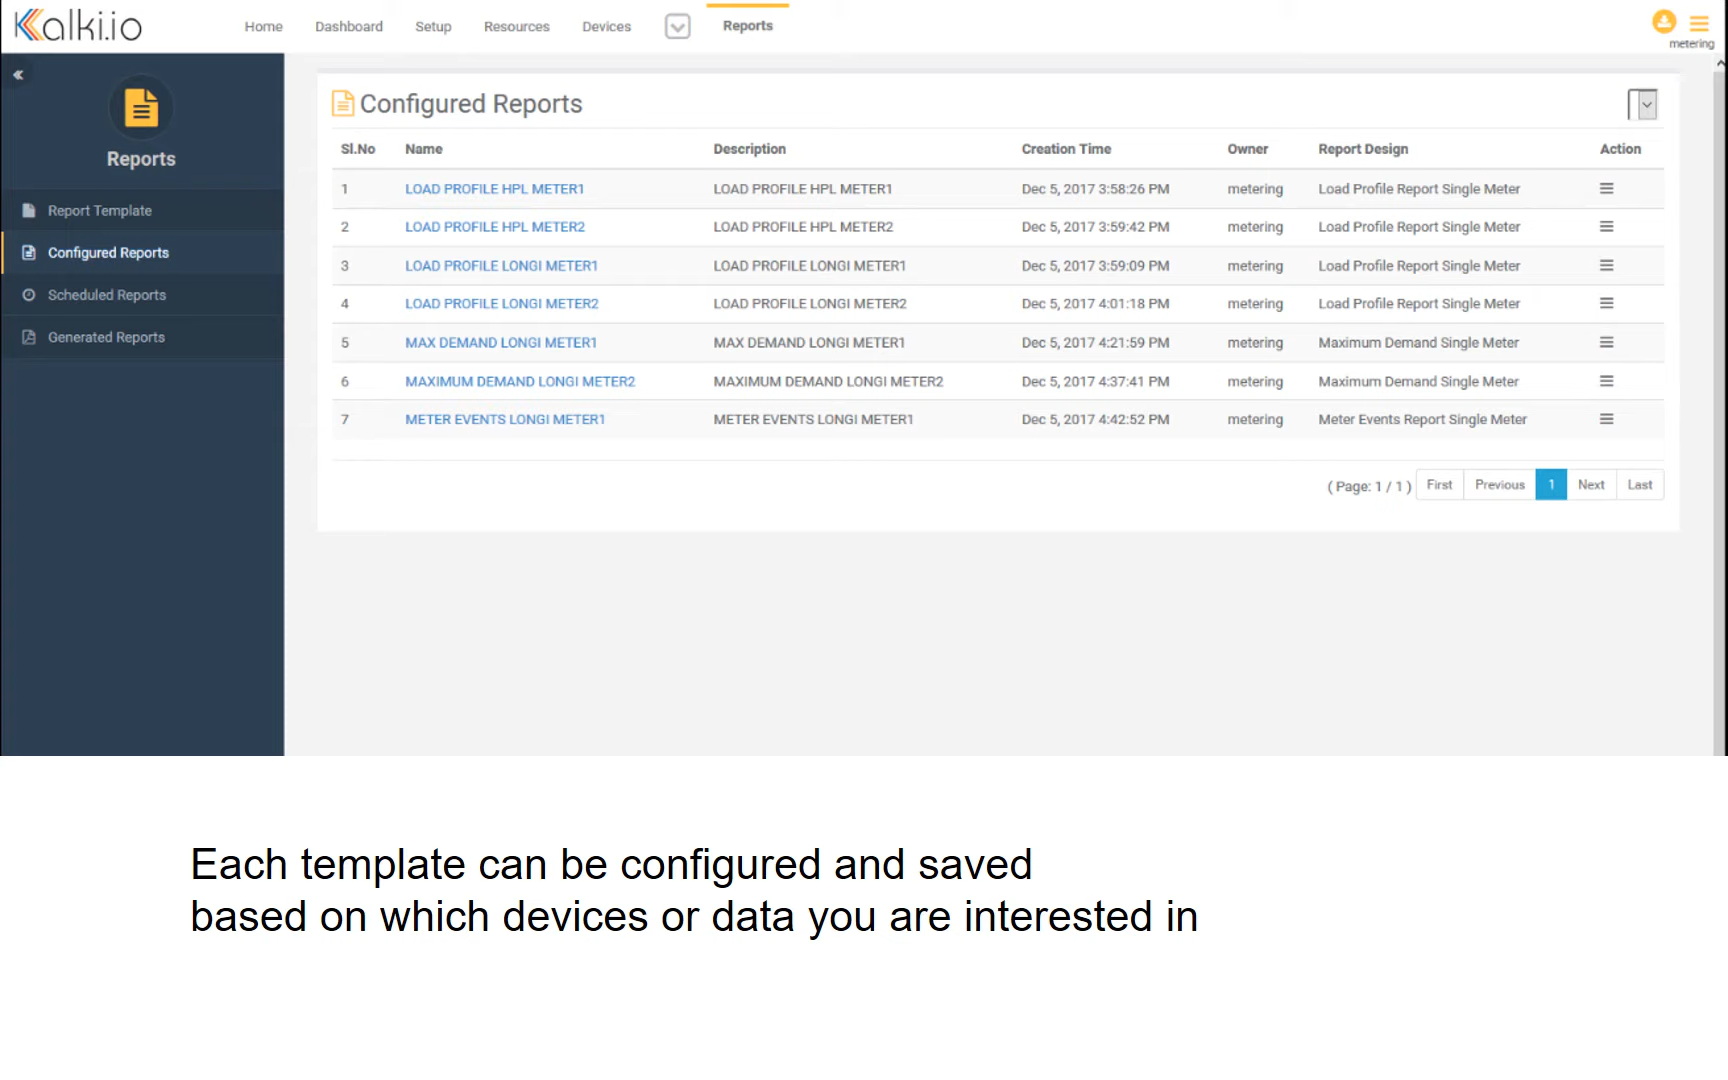 Kalki.io
Home Dashboard Setup Resources Devices Reports
metering
Reports
Report Template
Configured Reports
Scheduled Reports
Generated Reports
Configured Reports
Sl.No Name Description Creation Time Owner Report Design Action
1 LOAD PROFILE HPL METER1 LOAD PROFILE HPL METER1 Dec 5, 2017 3:58:26 PM metering Load Profile Report Single Meter
2 LOAD PROFILE HPL METER2 LOAD PROFILE HPL METER2 Dec 5, 2017 3:59:42 PM metering Load Profile Report Single Meter
3 LOAD PROFILE LONGI METER1 LOAD PROFILE LONGI METER1 Dec 5, 2017 3:59:09 PM metering Load Profile Report Single Meter
4 LOAD PROFILE LONGI METER2 LOAD PROFILE LONGI METER2 Dec 5, 2017 4:01:18 PM metering Load Profile Report Single Meter
5 MAX DEMAND LONGI METER1 MAX DEMAND LONGI METER1 Dec 5, 2017 4:21:59 PM metering Maximum Demand Single Meter
6 MAXIMUM DEMAND LONGI METER2 MAXIMUM DEMAND LONGI METER2 Dec 5, 2017 4:37:41 PM metering Maximum Demand Single Meter
7 METER EVENTS LONGI METER1 METER EVENTS LONGI METER1 Dec 5, 2017 4:42:52 PM metering Meter Events Report Single Meter
( Page: 1 / 1 ) First Previous 1 Next Last
Each template can be configured and saved
based on which devices or data you are interested in